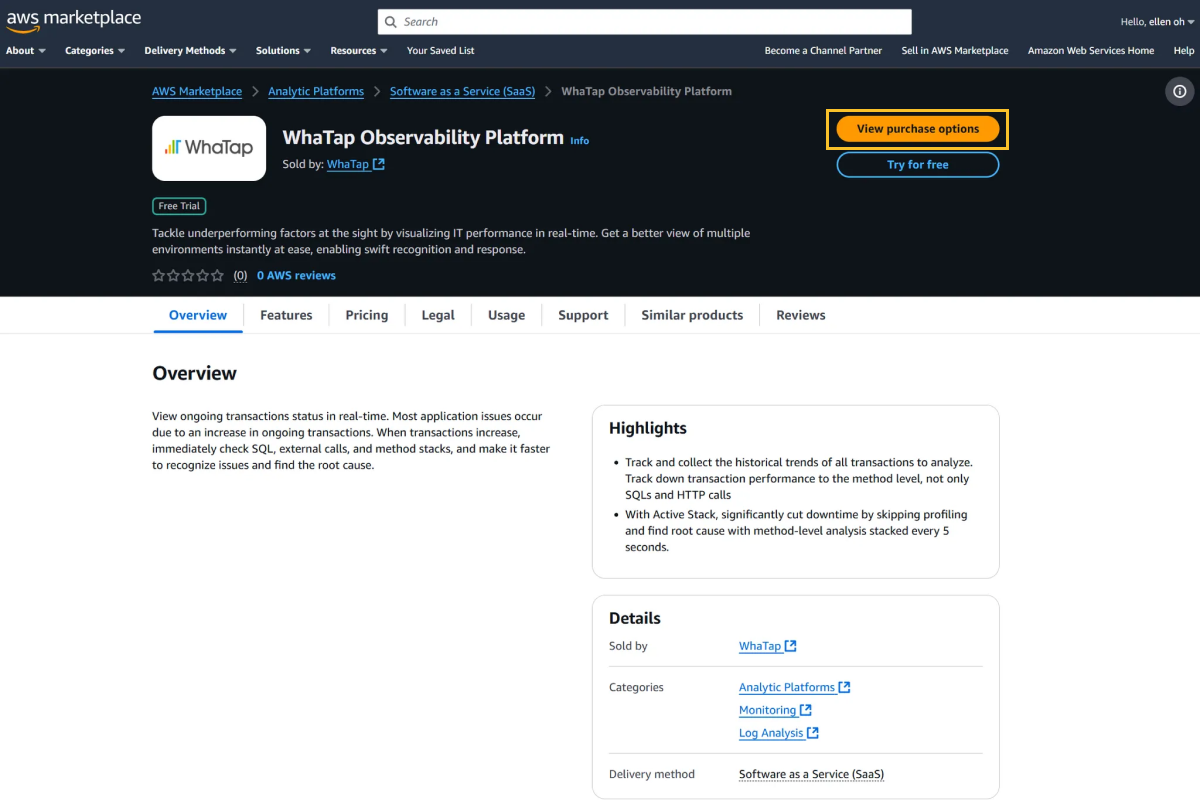 aws marketplace
Search
Hello, ellen oh
About
Categories
Delivery Methods
Solutions
Resources
Your Saved List
Become a Channel Partner
Sell in AWS Marketplace
Amazon Web Services Home
Help
AWS Marketplace
Analytic Platforms
Software as a Service (SaaS)
WhaTap Observability Platform
WhaTap
WhaTap Observability Platform Info
Sold by: WhaTap
View purchase options
Try for free
Free Trial
Tackle underperforming factors at the sight by visualizing IT performance in real-time. Get a better view of multiple
environments instantly at ease, enabling swift recognition and response.
(0) 0 AWS reviews
Overview
Features
Pricing
Legal
Usage
Support
Similar products
Reviews
Overview
View ongoing transactions status in real-time. Most application issues occur
due to an increase in ongoing transactions. When transactions increase,
immediately check SQL, external calls, and method stacks, and make it faster
to recognize issues and find the root cause.
Highlights
• Track and collect the historical trends of all transactions to analyze.
Track down transaction performance to the method level, not only
SQLs and HTTP calls
• With Active Stack, significantly cut downtime by skipping profiling
and find root cause with method-level analysis stacked every 5
seconds.
Details
Sold by
WhaTap
Categories
Analytic Platforms
Monitoring
Log Analysis
Delivery method
Software as a Service (SaaS)